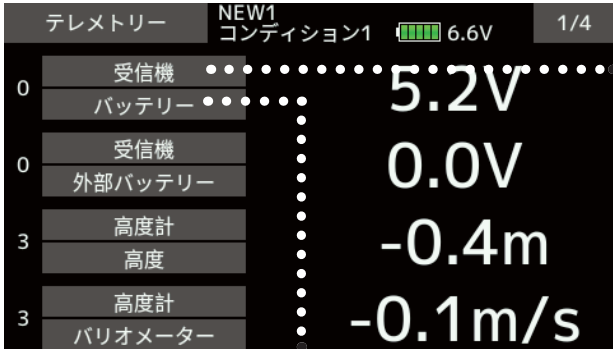 テレメトリー
NEW1
コンディション1 6.6V
1/4
0
受信機
バッテリー
5.2V
0
受信機
外部バッテリー
0.0V
3
高度計
高度
-0.4m
3
高度計
バリオメーター
-0.1m/s